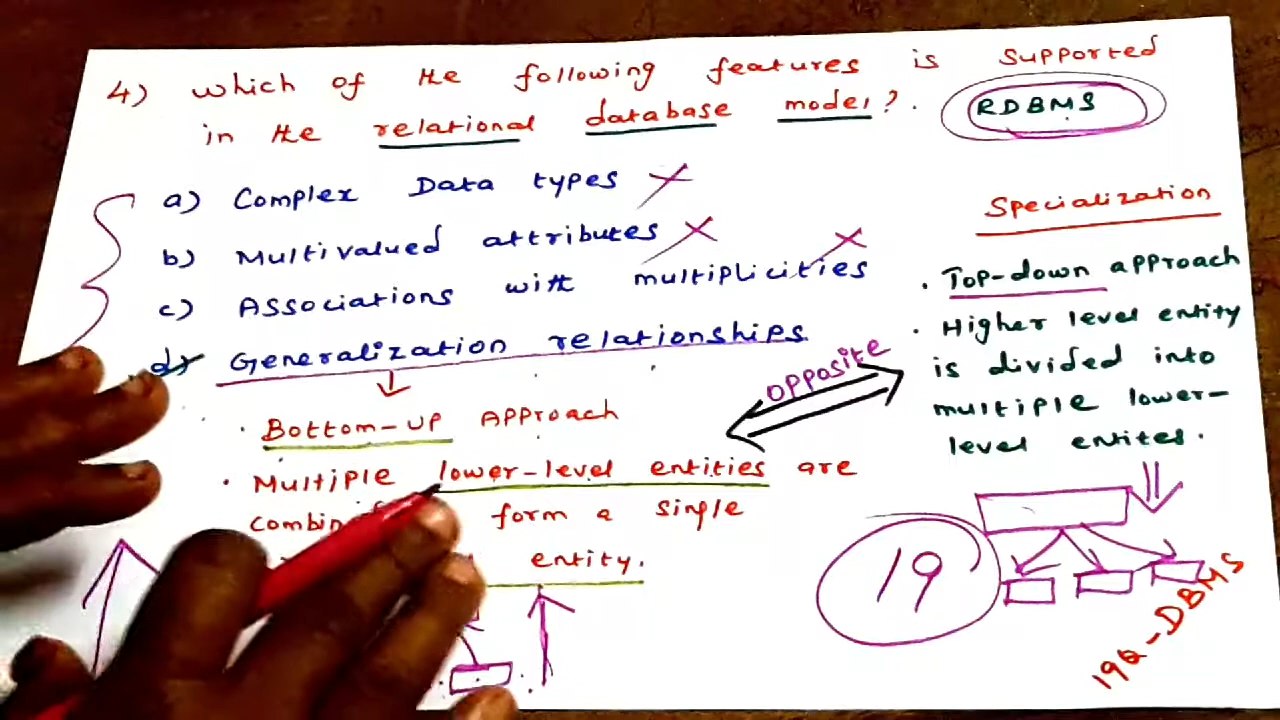 4) which of the following features is supported
in the relational database model?. RDBMS
a) Complex Data types
b) Multivalued attributes
c) Associations with multiplicities
d) Generalization relationships.
· Bottom-up Approach
· Multiple lower-level entities are
form a single
entity.
opposite
Specialization
· Top-down approach
· Higher level entity
is divided into
multiple lower-
level entites.
19
19Q-DBMS